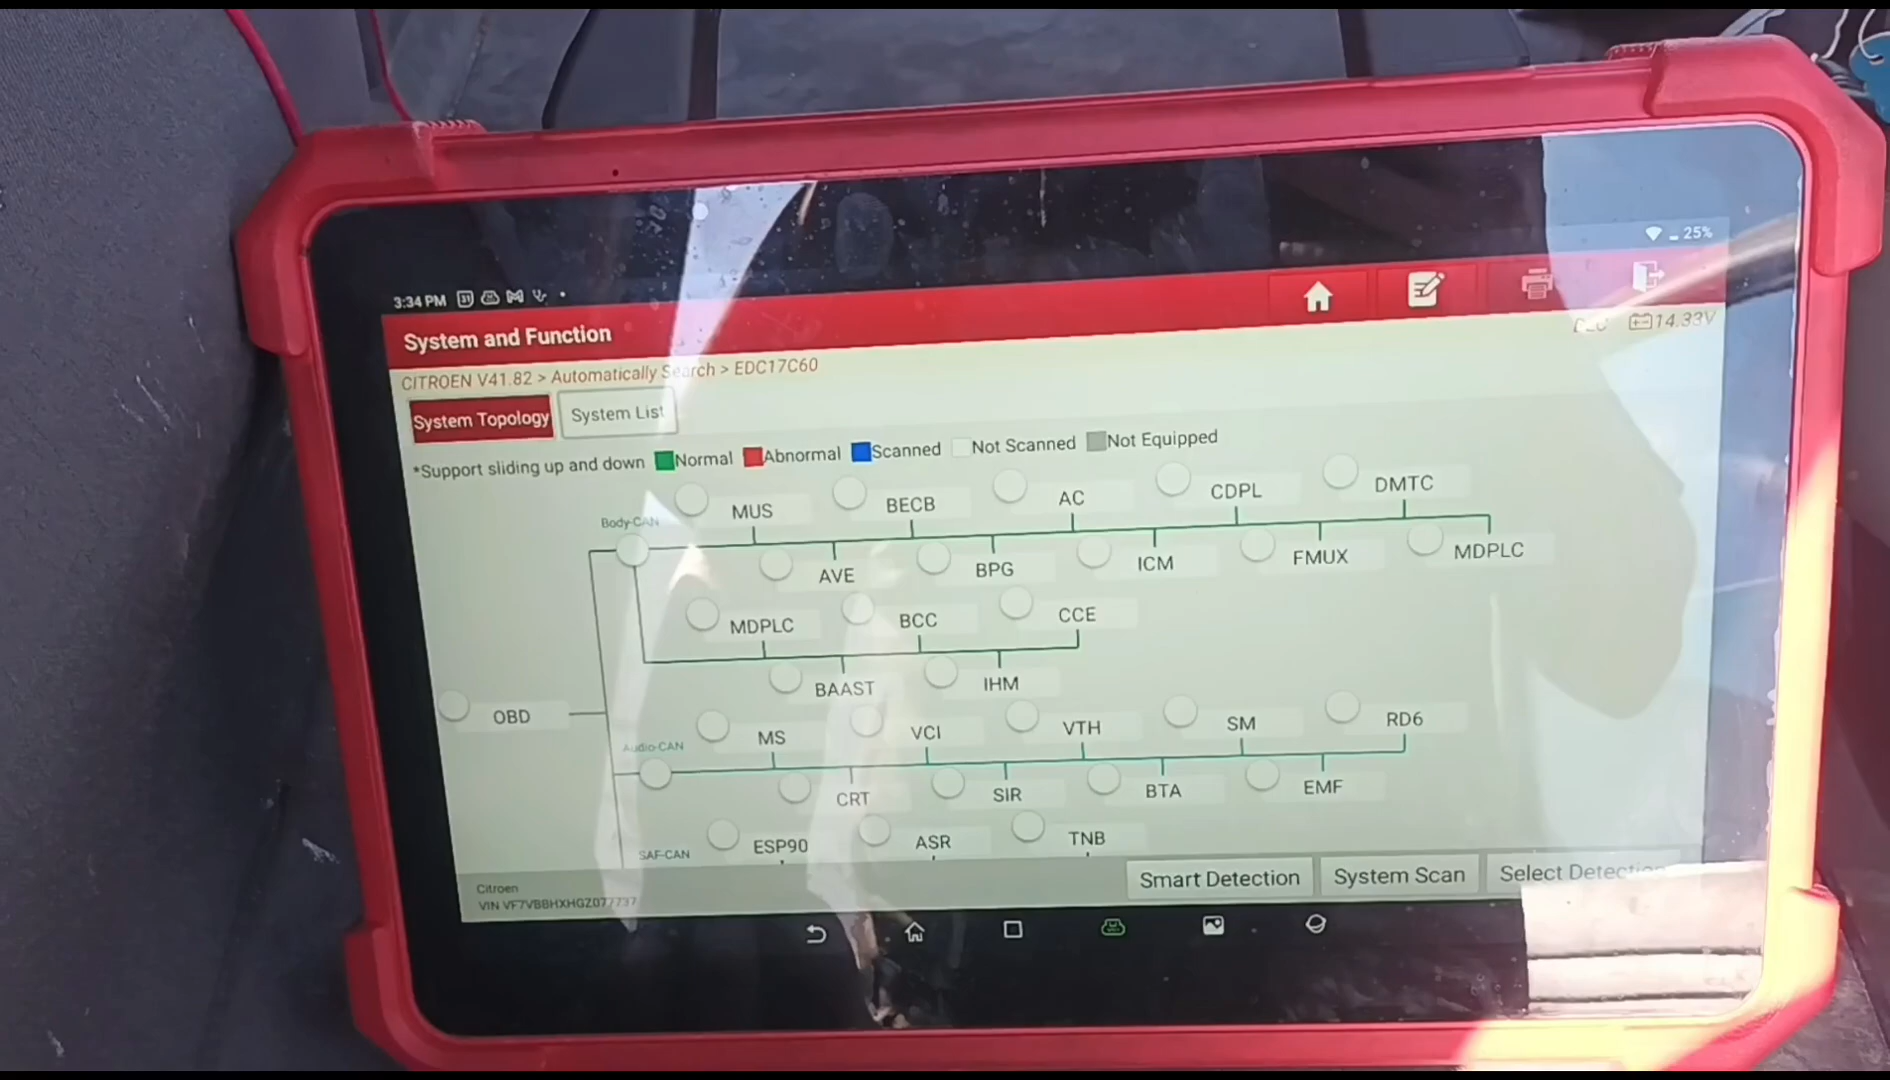 25%
3:34 PM
System and Function
14.33V
CITROEN V41.82 > Automatically Search > EDC17C60
System Topology
System List
*Support sliding up and down Normal Abnormal Scanned Not Scanned Not Equipped
MUS BECB AC CDPL DMTC
Body-CAN
AVE BPG ICM FMUX MDPLC
MDPLC BCC CCE
BAAST IHM
OBD
MS VCI VTH SM RD6
Audio-CAN
CRT SIR BTA EMF
ESP90 ASR TNB
SAF-CAN
Smart Detection System Scan Select Detection
Citroen
VIN